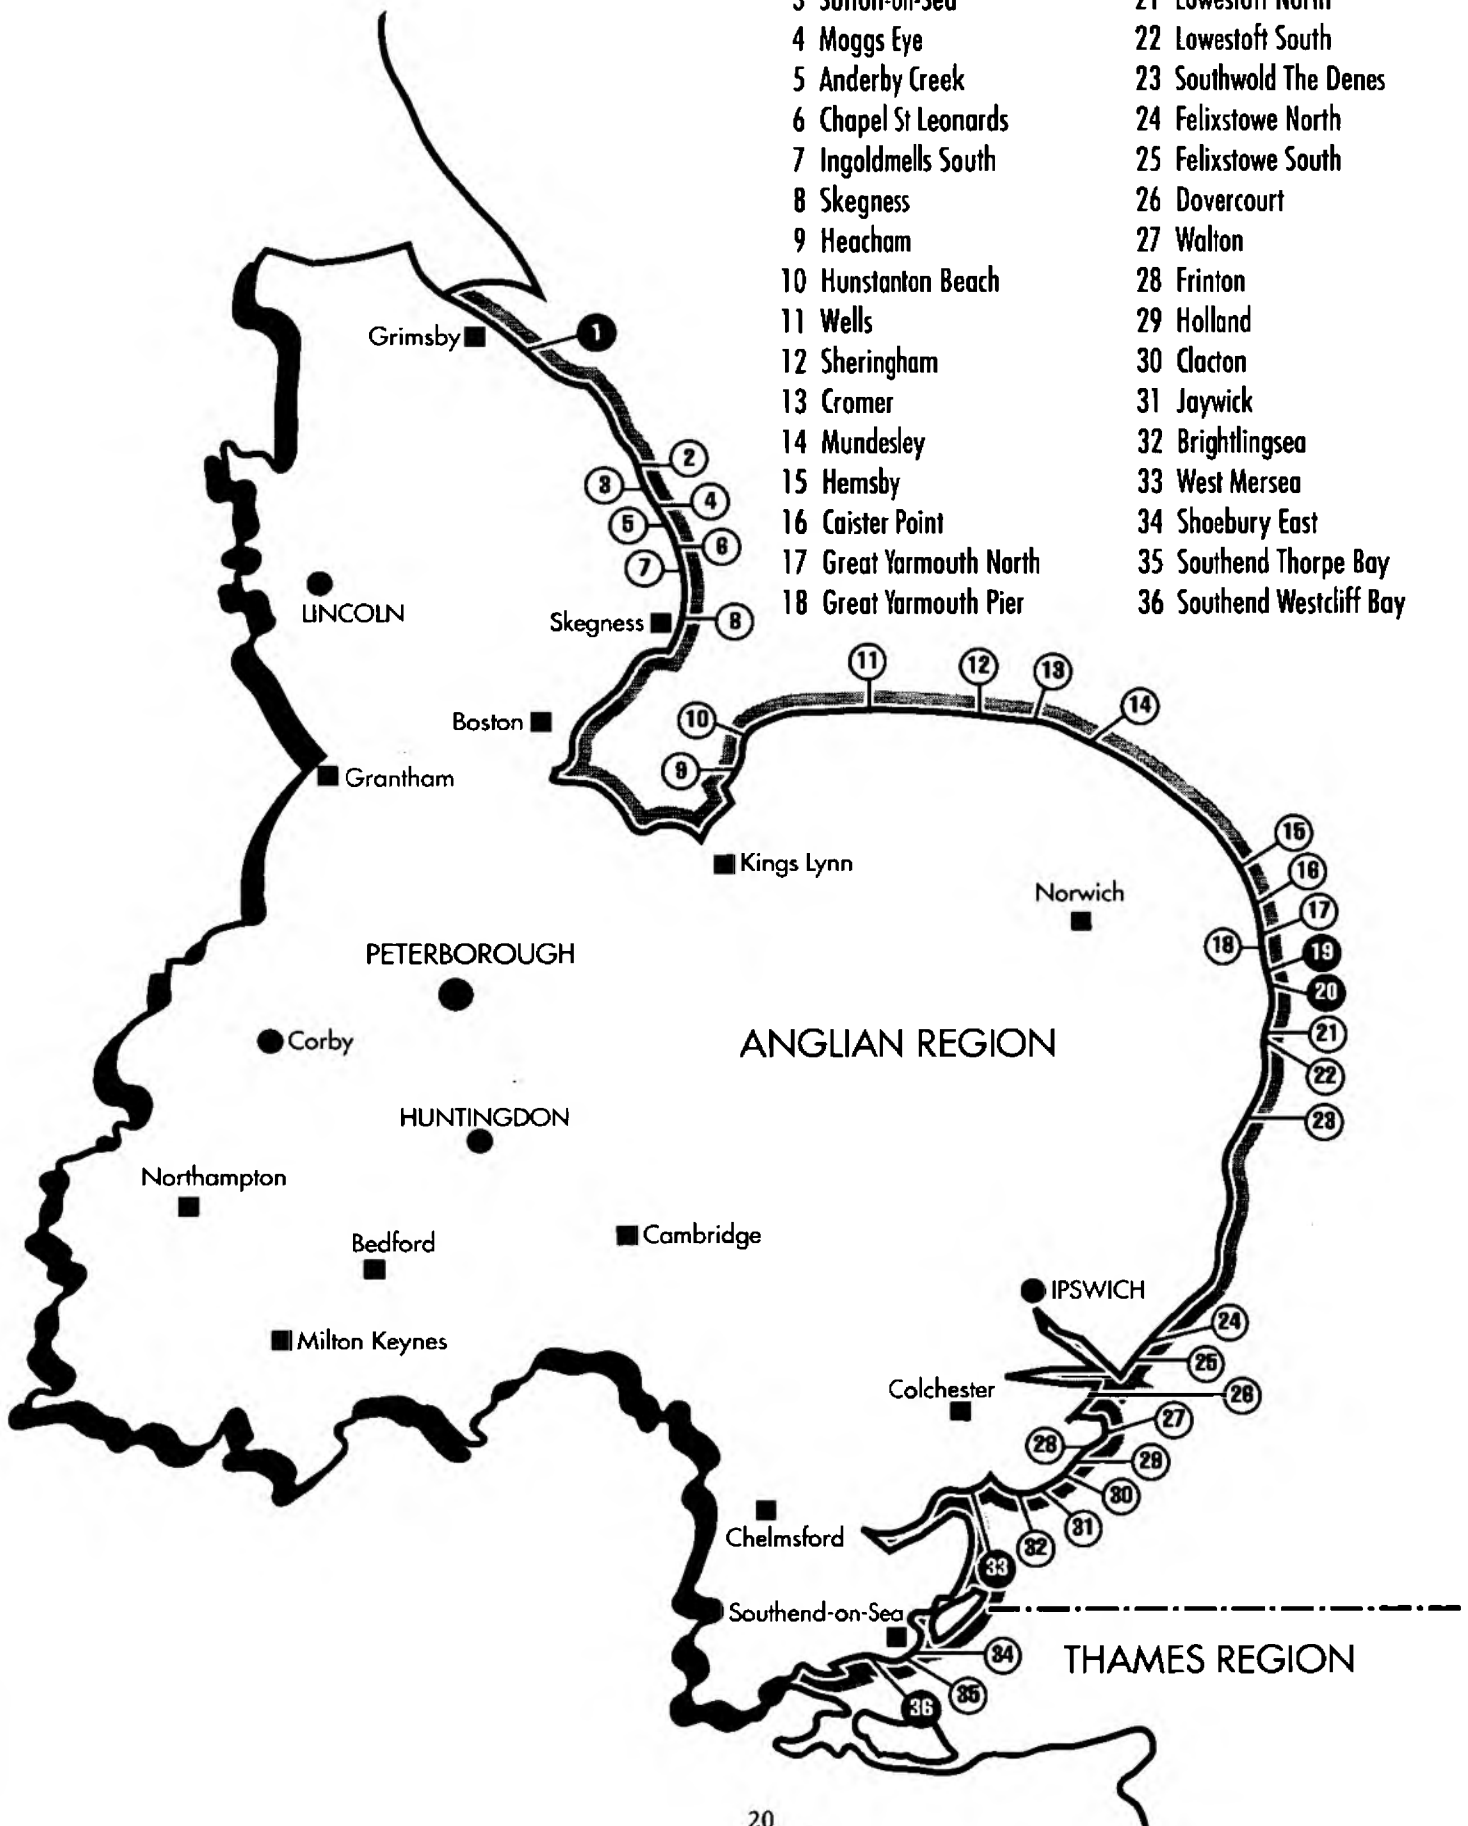 3 Sutton-on-Sea
4 Moggs Eye
5 Anderby Creek
6 Chapel St Leonards
7 Ingoldmells South
8 Skegness
9 Heacham
10 Hunstanton Beach
11 Wells
12 Sheringham
13 Cromer
14 Mundesley
15 Hemsby
16 Caister Point
17 Great Yarmouth North
18 Great Yarmouth Pier
21 Lowestoft North
22 Lowestoft South
23 Southwold The Denes
24 Felixstowe North
25 Felixstowe South
26 Dovercourt
27 Walton
28 Frinton
29 Holland
30 Clacton
31 Jaywick
32 Brightlingsea
33 West Mersea
34 Shoebury East
35 Southend Thorpe Bay
36 Southend Westcliff Bay
Grimsby
1
2
3
4
5
6
7
LINCOLN
Skegness
8
11
12
13
14
10
9
Boston
Grantham
Kings Lynn
Norwich
15
16
17
18
19
20
21
22
23
PETERBOROUGH
Corby
ANGLIAN REGION
HUNTINGDON
Northampton
Bedford
Cambridge
Milton Keynes
IPSWICH
24
25
26
Colchester
27
28
29
30
31
32
33
Chelmsford
Southend-on-Sea
34
35
36
THAMES REGION
20